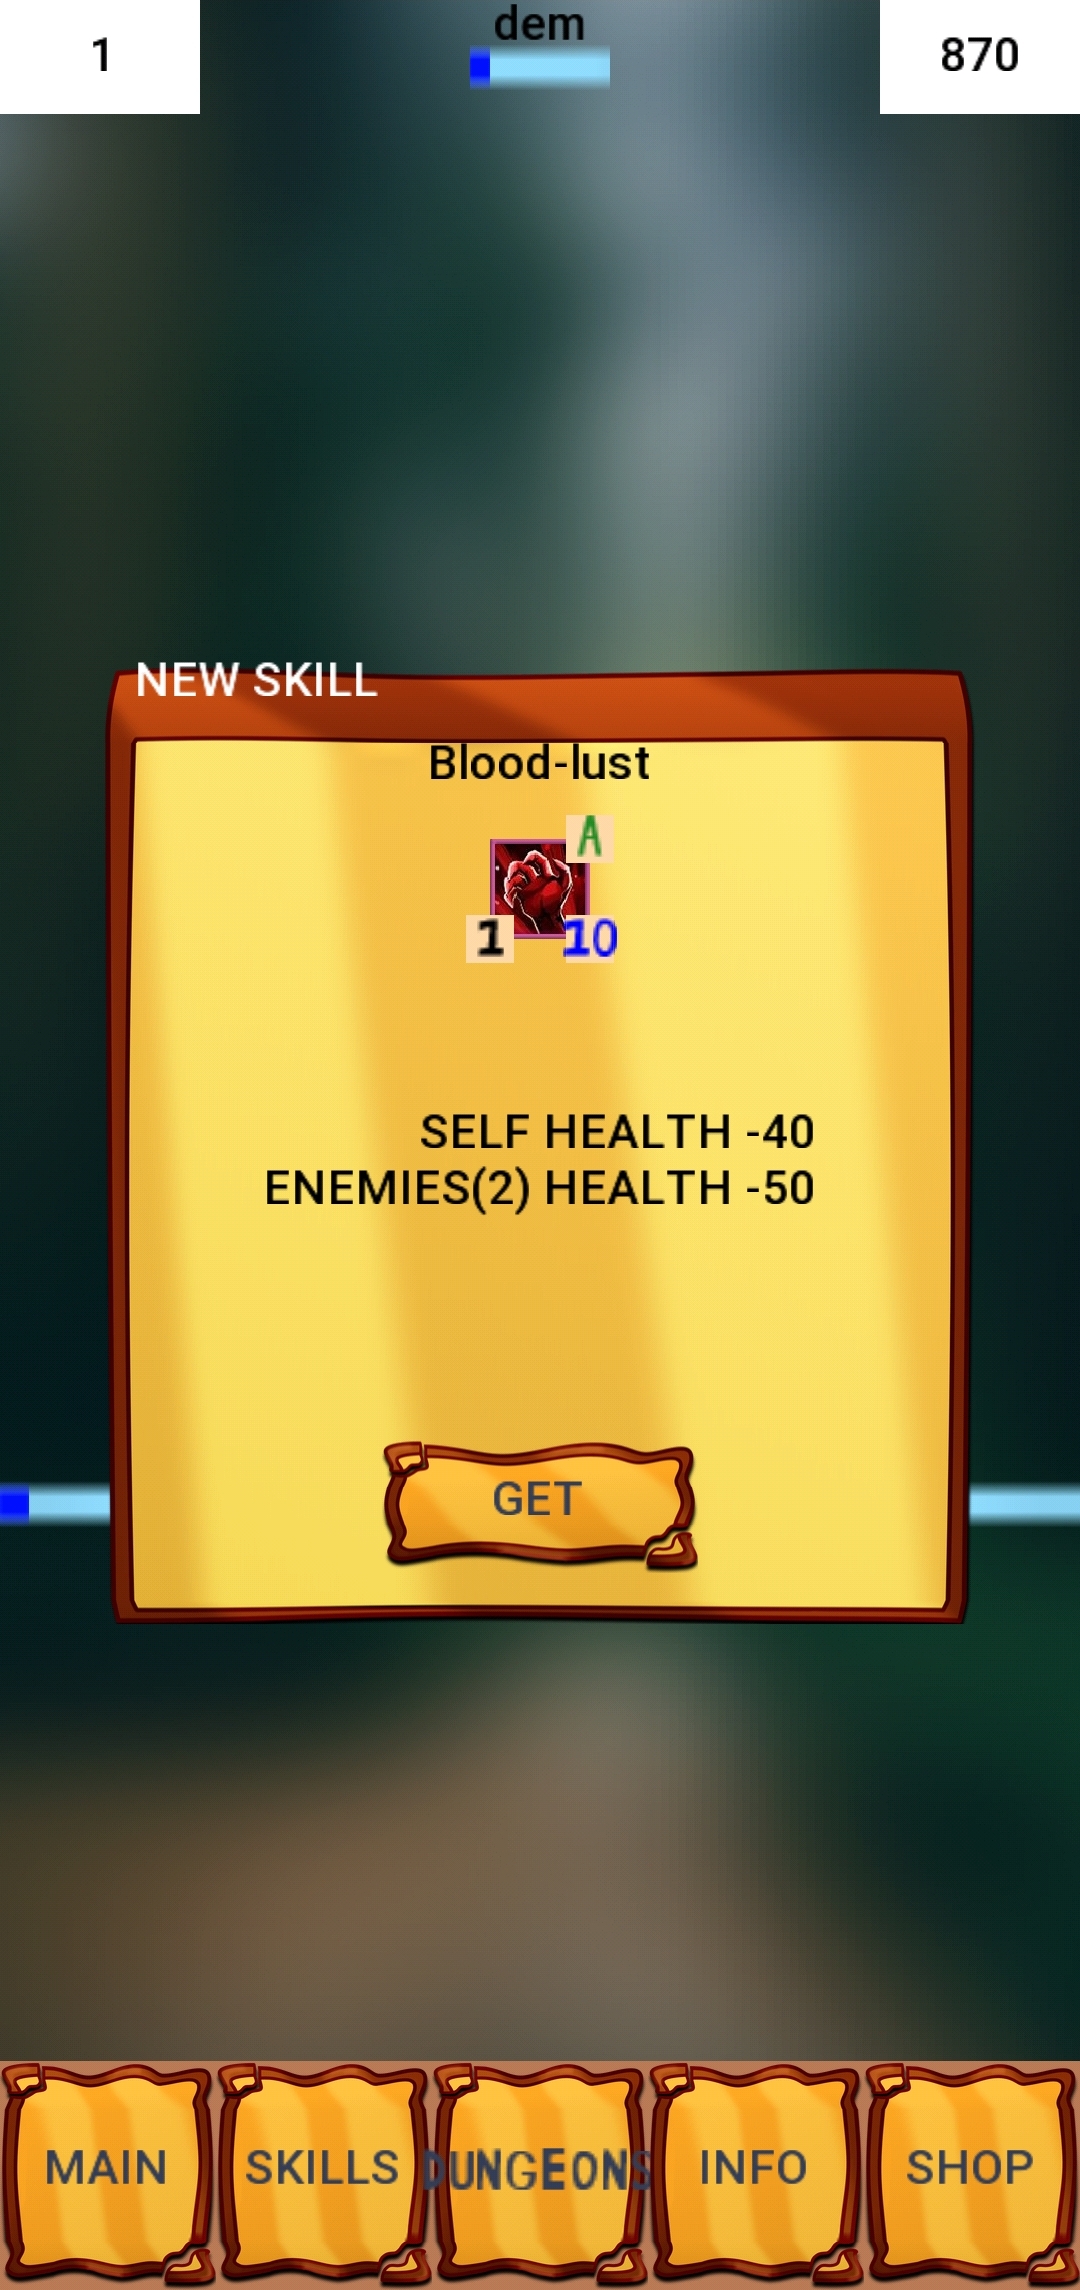 1
dem
870
NEW SKILL
Blood-lust
A
1
10
SELF HEALTH -40
ENEMIES(2) HEALTH -50
GET
MAIN
SKILLS
DUNGEONS
INFO
SHOP